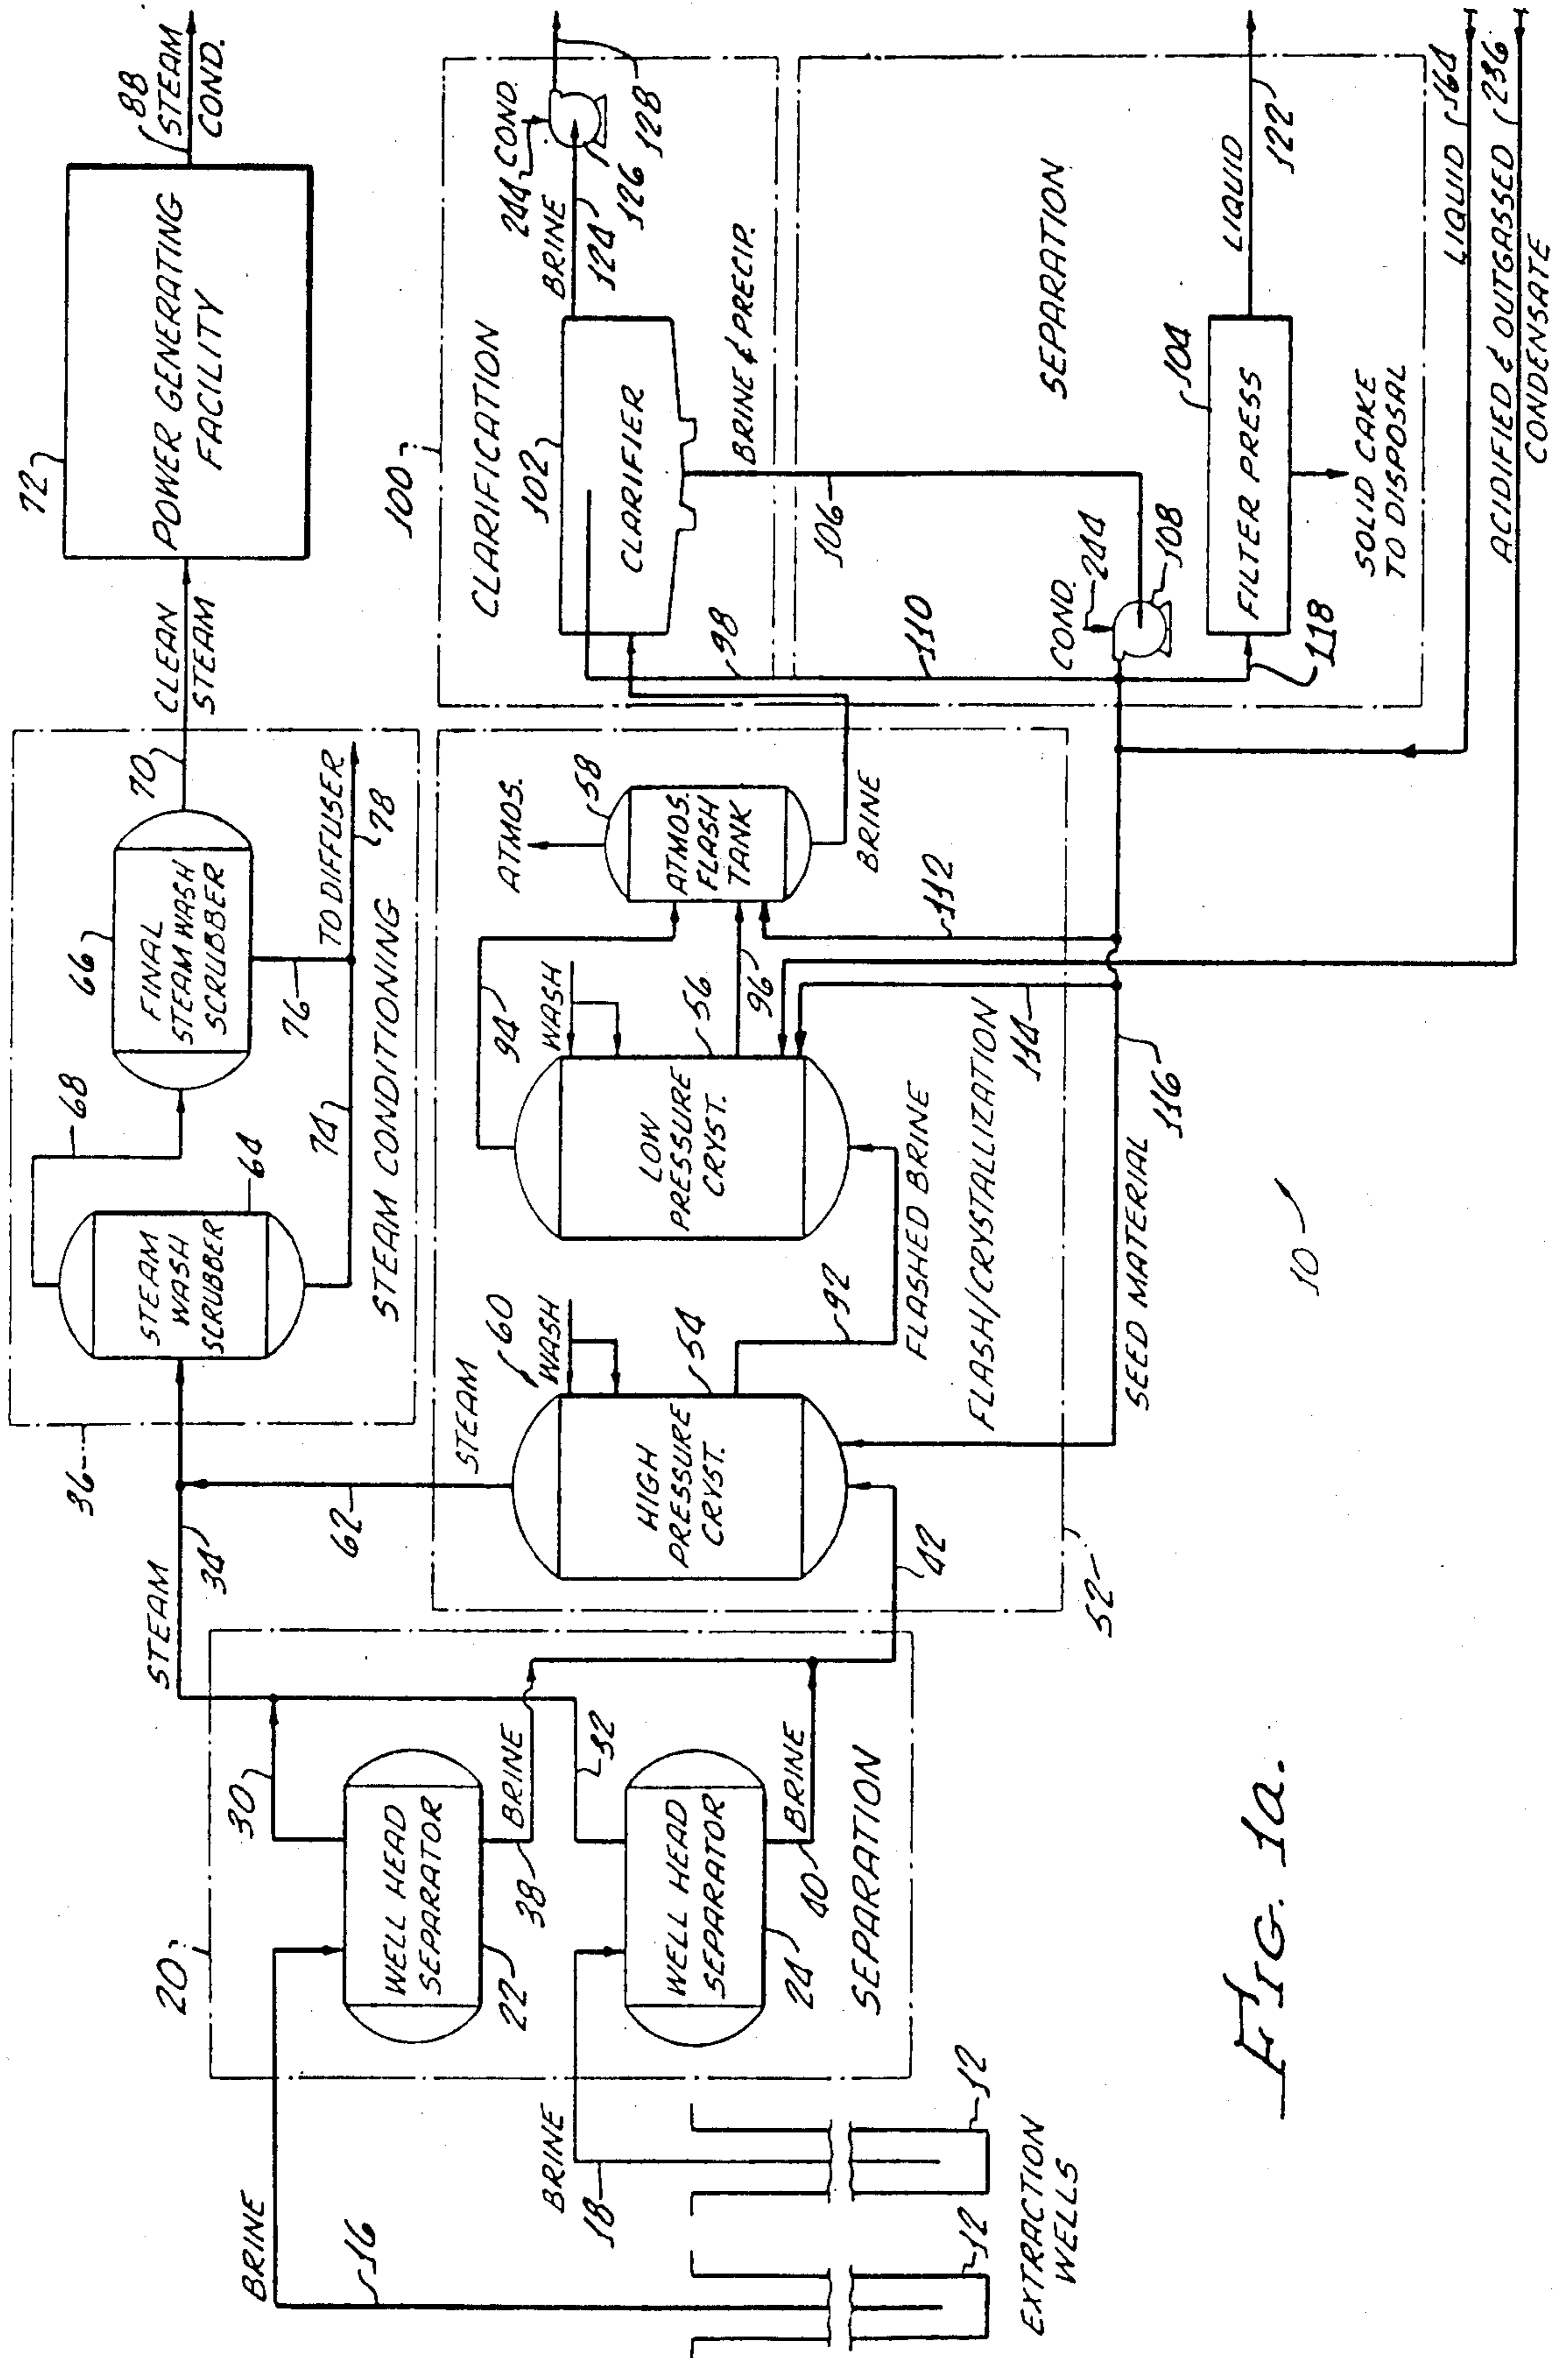 72
POWER GENERATING
FACILITY
88
STEAM
COND.
CLEAN
STEAM
70
66
FINAL
STEAM WASH
SCRUBBER
68
STEAM
WASH
SCRUBBER
64
74
76
TO DIFFUSER
78
STEAM CONDITIONING
36
STEAM
34
62
STEAM
60
WASH
HIGH
PRESSURE
CRYST.
54
92
FLASHED BRINE
42
52
94
WASH
LOW
PRESSURE
CRYST.
56
96
ATMOS.
58
ATMOS.
FLASH
TANK
BRINE
112
114
FLASH/CRYSTALLIZATION
SEED MATERIAL
116
100
CLARIFICATION
102
CLARIFIER
BRINE
124
244
COND.
126
128
BRINE & PRECIP.
98
106
110
SEPARATION
COND.
244
108
104
FILTER PRESS
118
SOLID CAKE
TO DISPOSAL
LIQUID
122
LIQUID
164
ACIDIFIED & OUTGASSED
236
CONDENSATE
20
30
WELL HEAD
SEPARATOR
22
38
BRINE
32
WELL HEAD
SEPARATOR
24
40
BRINE
SEPARATION
BRINE
16
BRINE
18
12
12
EXTRACTION
WELLS
10
FIG. 1a.